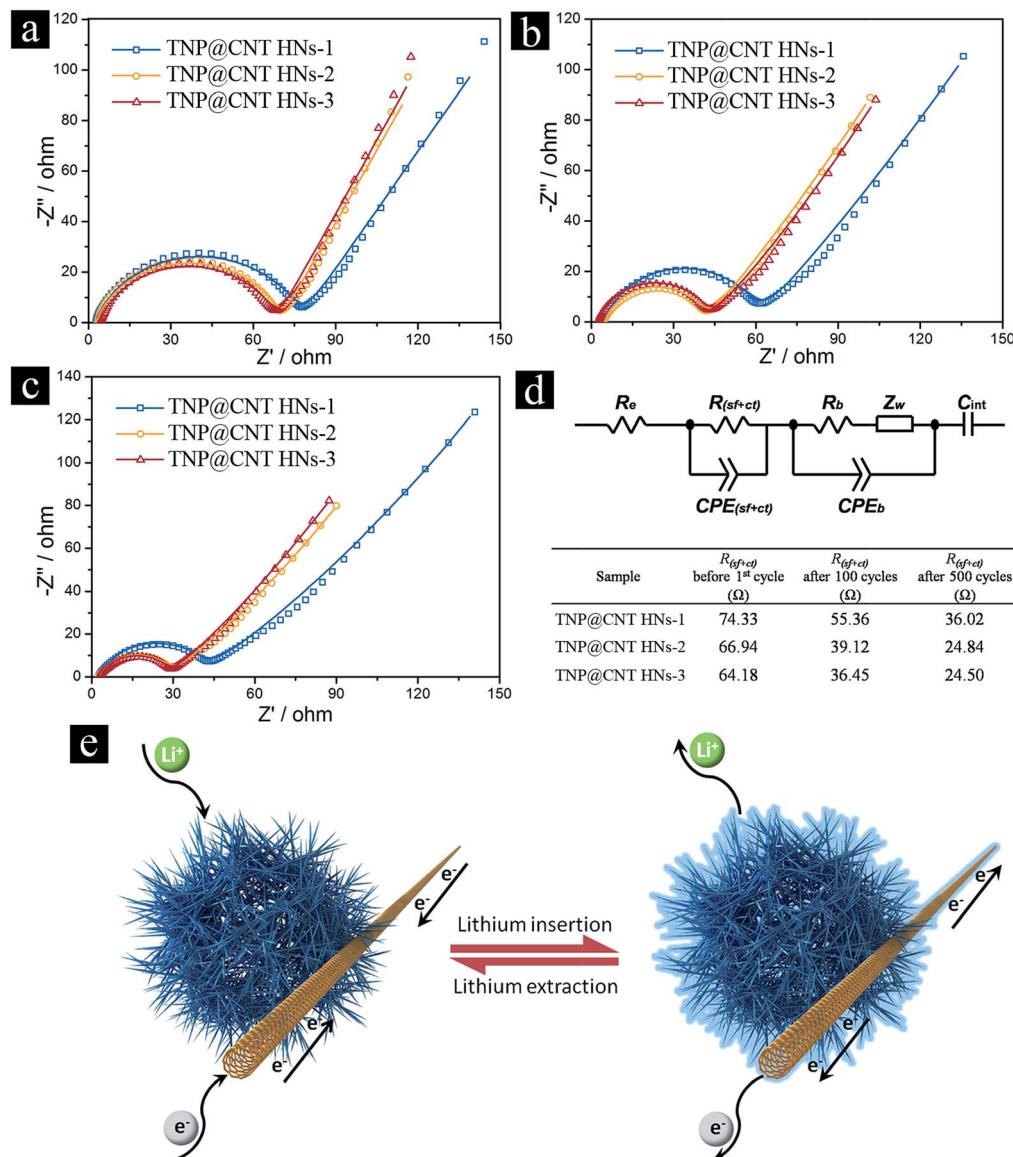 a
120
100
80
60
40
20
0
-Z'' / ohm
TNP@CNT HNs-1
TNP@CNT HNs-2
TNP@CNT HNs-3
0 30 60 90 120 150
Z' / ohm
b
120
100
80
60
40
20
0
-Z'' / ohm
TNP@CNT HNs-1
TNP@CNT HNs-2
TNP@CNT HNs-3
0 30 60 90 120 150
Z' / ohm
c
140
120
100
80
60
40
20
0
-Z'' / ohm
TNP@CNT HNs-1
TNP@CNT HNs-2
TNP@CNT HNs-3
0 30 60 90 120 150
Z' / ohm
d
Re R(sf+ct) Rb Zw Cint
CPE(sf+ct) CPEb
Sample R(sf+ct) before 1st cycle (Ω) R(sf+ct) after 100 cycles (Ω) R(sf+ct) after 500 cycles (Ω)
TNP@CNT HNs-1 74.33 55.36 36.02
TNP@CNT HNs-2 66.94 39.12 24.84
TNP@CNT HNs-3 64.18 36.45 24.50
e
Li+
e-
e-
e-
e-
e-
Lithium insertion
Lithium extraction
Li+
e-
e-
e-
e-
e-